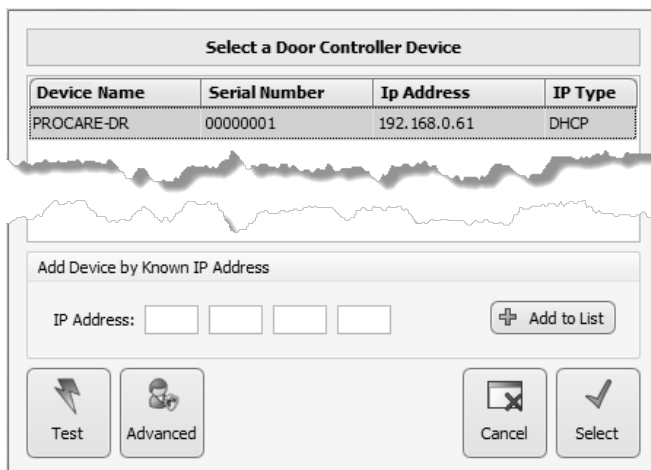 Select a Door Controller Device
Device Name Serial Number Ip Address IP Type
PROCARE-DR 00000001 192.168.0.61 DHCP
Add Device by Known IP Address
IP Address: Add to List
Test Advanced Cancel Select